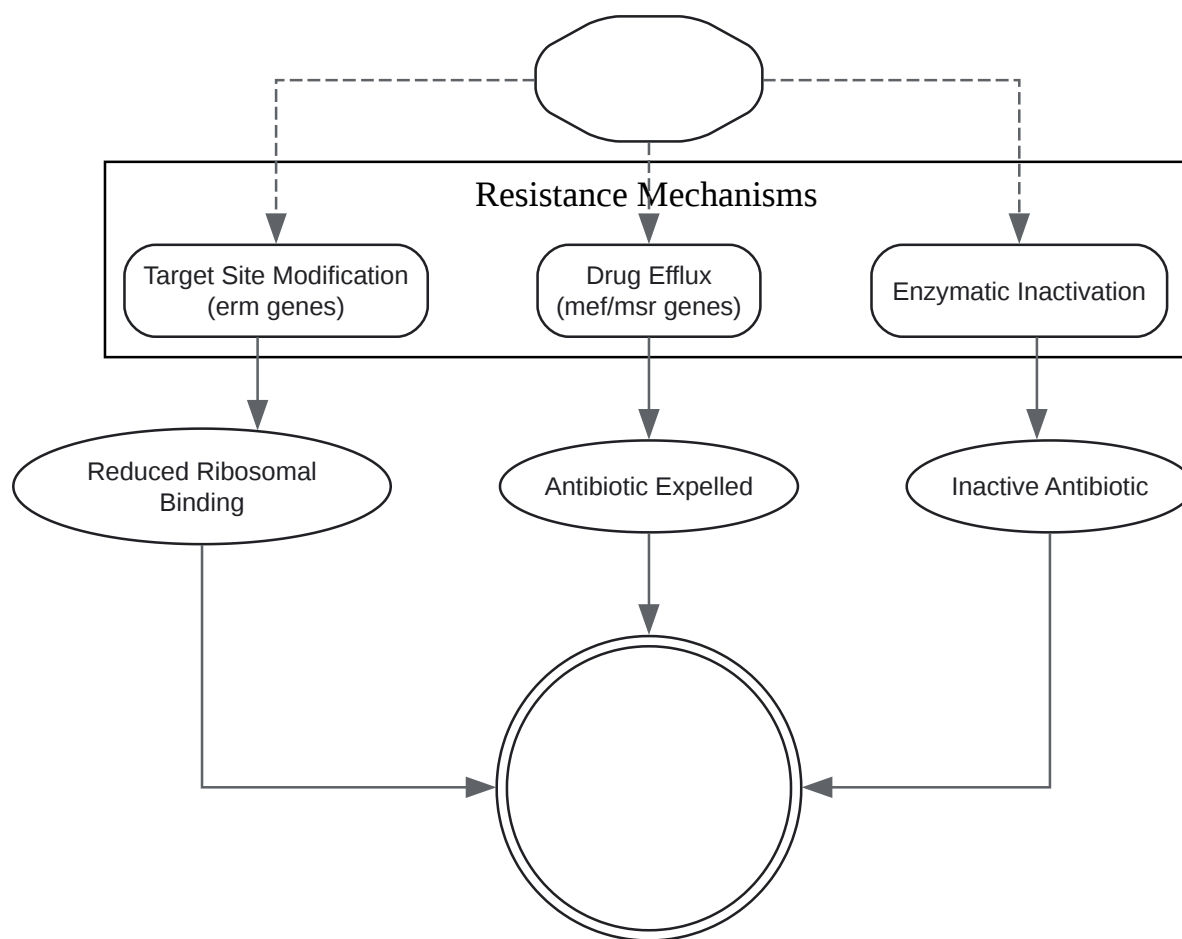 Resistance Mechanisms
Target Site Modification
(erm genes)
Drug Efflux
(mef/msr genes)
Enzymatic Inactivation
Reduced Ribosomal
Binding
Antibiotic Expelled
Inactive Antibiotic